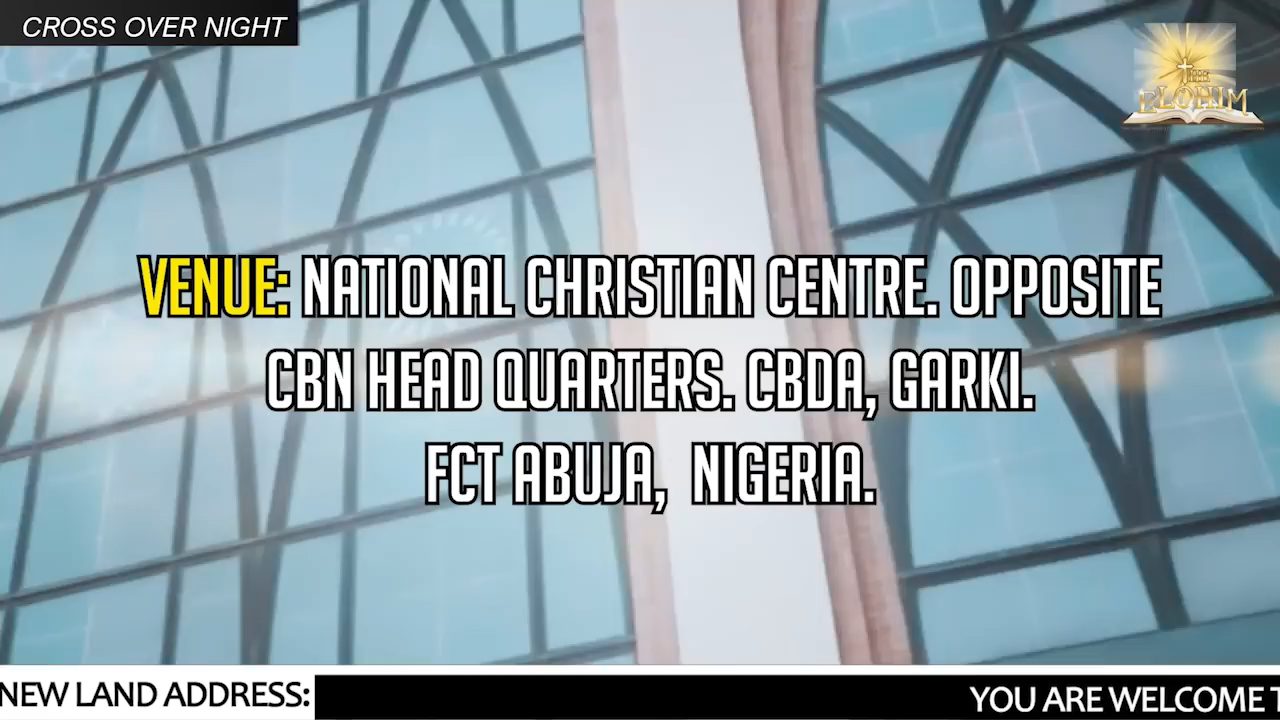 CROSS OVER NIGHT
THE
ELOHIM
VENUE: NATIONAL CHRISTIAN CENTRE. OPPOSITE
CBN HEAD QUARTERS. CBDA, GARKI.
FCT ABUJA, NIGERIA.
NEW LAND ADDRESS:
YOU ARE WELCOME T